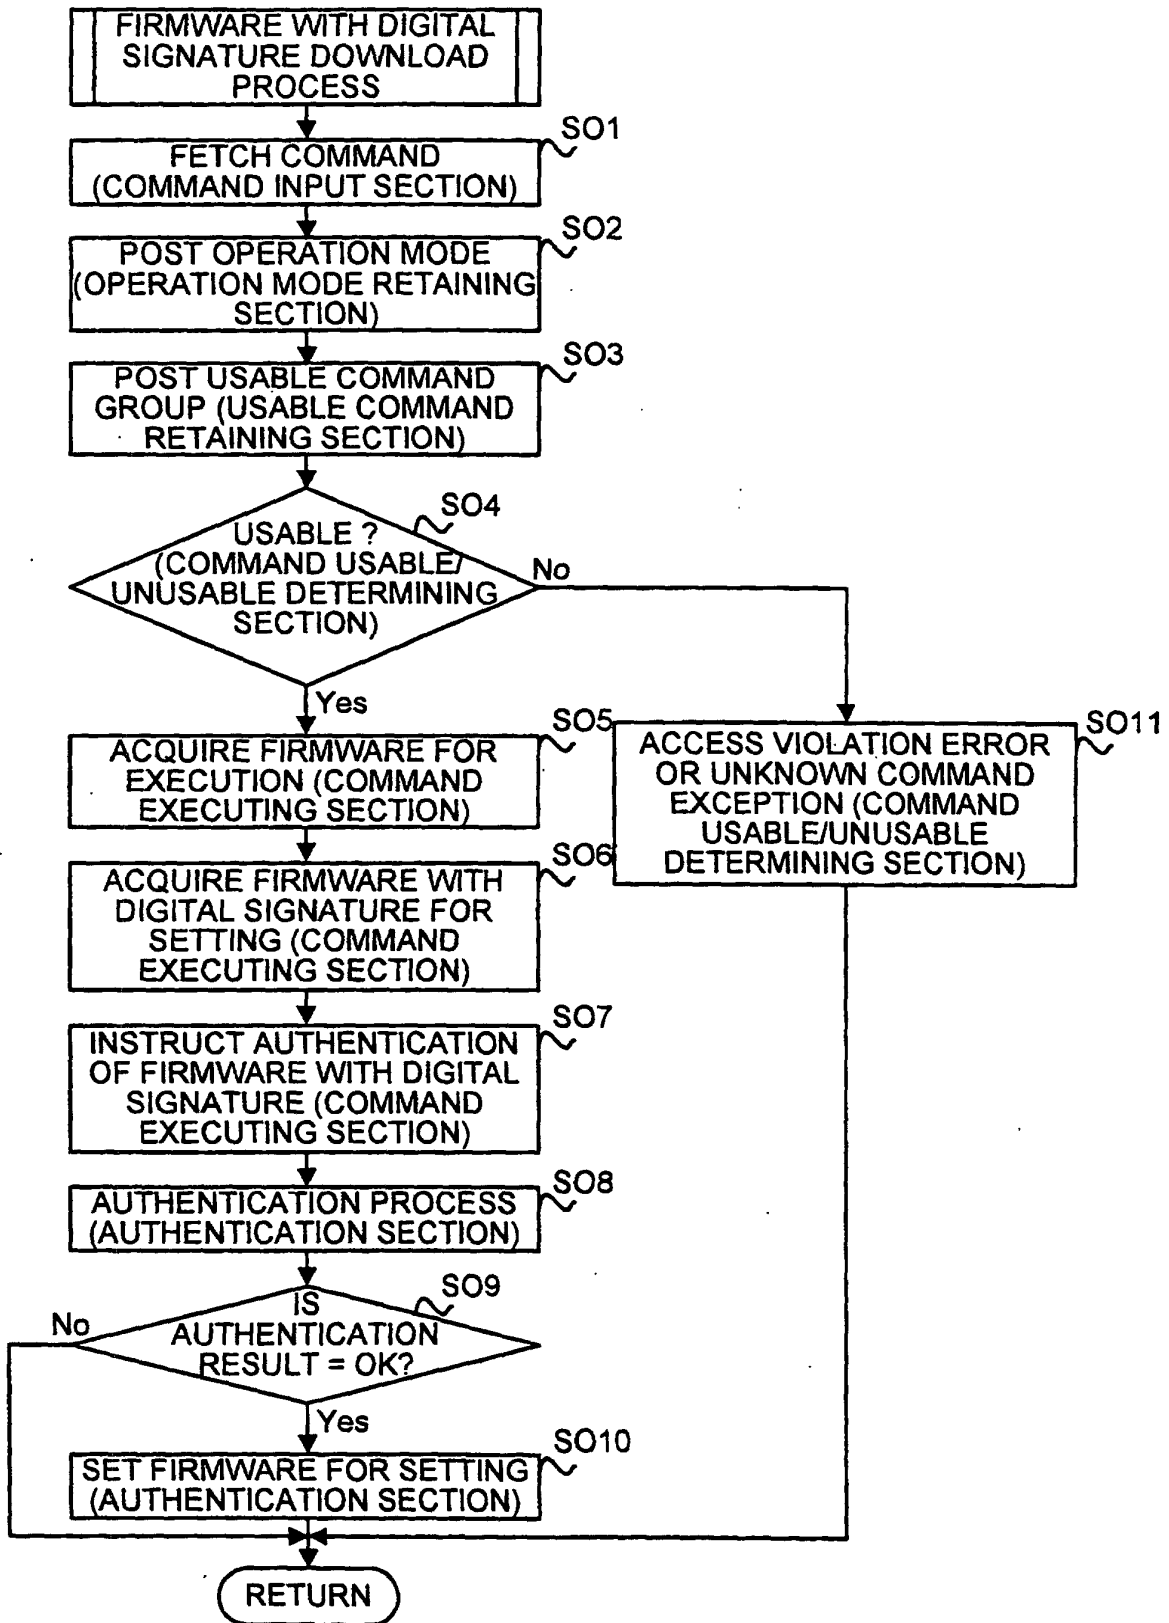 FIRMWARE WITH DIGITAL
SIGNATURE DOWNLOAD
PROCESS
SO1
FETCH COMMAND
(COMMAND INPUT SECTION)
SO2
POST OPERATION MODE
(OPERATION MODE RETAINING
SECTION)
SO3
POST USABLE COMMAND
GROUP (USABLE COMMAND
RETAINING SECTION)
SO4
USABLE ?
(COMMAND USABLE/
UNUSABLE DETERMINING
SECTION)
No
Yes
SO5
ACQUIRE FIRMWARE FOR
EXECUTION (COMMAND
EXECUTING SECTION)
SO11
ACCESS VIOLATION ERROR
OR UNKNOWN COMMAND
EXCEPTION (COMMAND
USABLE/UNUSABLE
DETERMINING SECTION)
SO6
ACQUIRE FIRMWARE WITH
DIGITAL SIGNATURE FOR
SETTING (COMMAND
EXECUTING SECTION)
SO7
INSTRUCT AUTHENTICATION
OF FIRMWARE WITH DIGITAL
SIGNATURE (COMMAND
EXECUTING SECTION)
SO8
AUTHENTICATION PROCESS
(AUTHENTICATION SECTION)
SO9
IS
AUTHENTICATION
RESULT = OK?
No
Yes
SO10
SET FIRMWARE FOR SETTING
(AUTHENTICATION SECTION)
RETURN